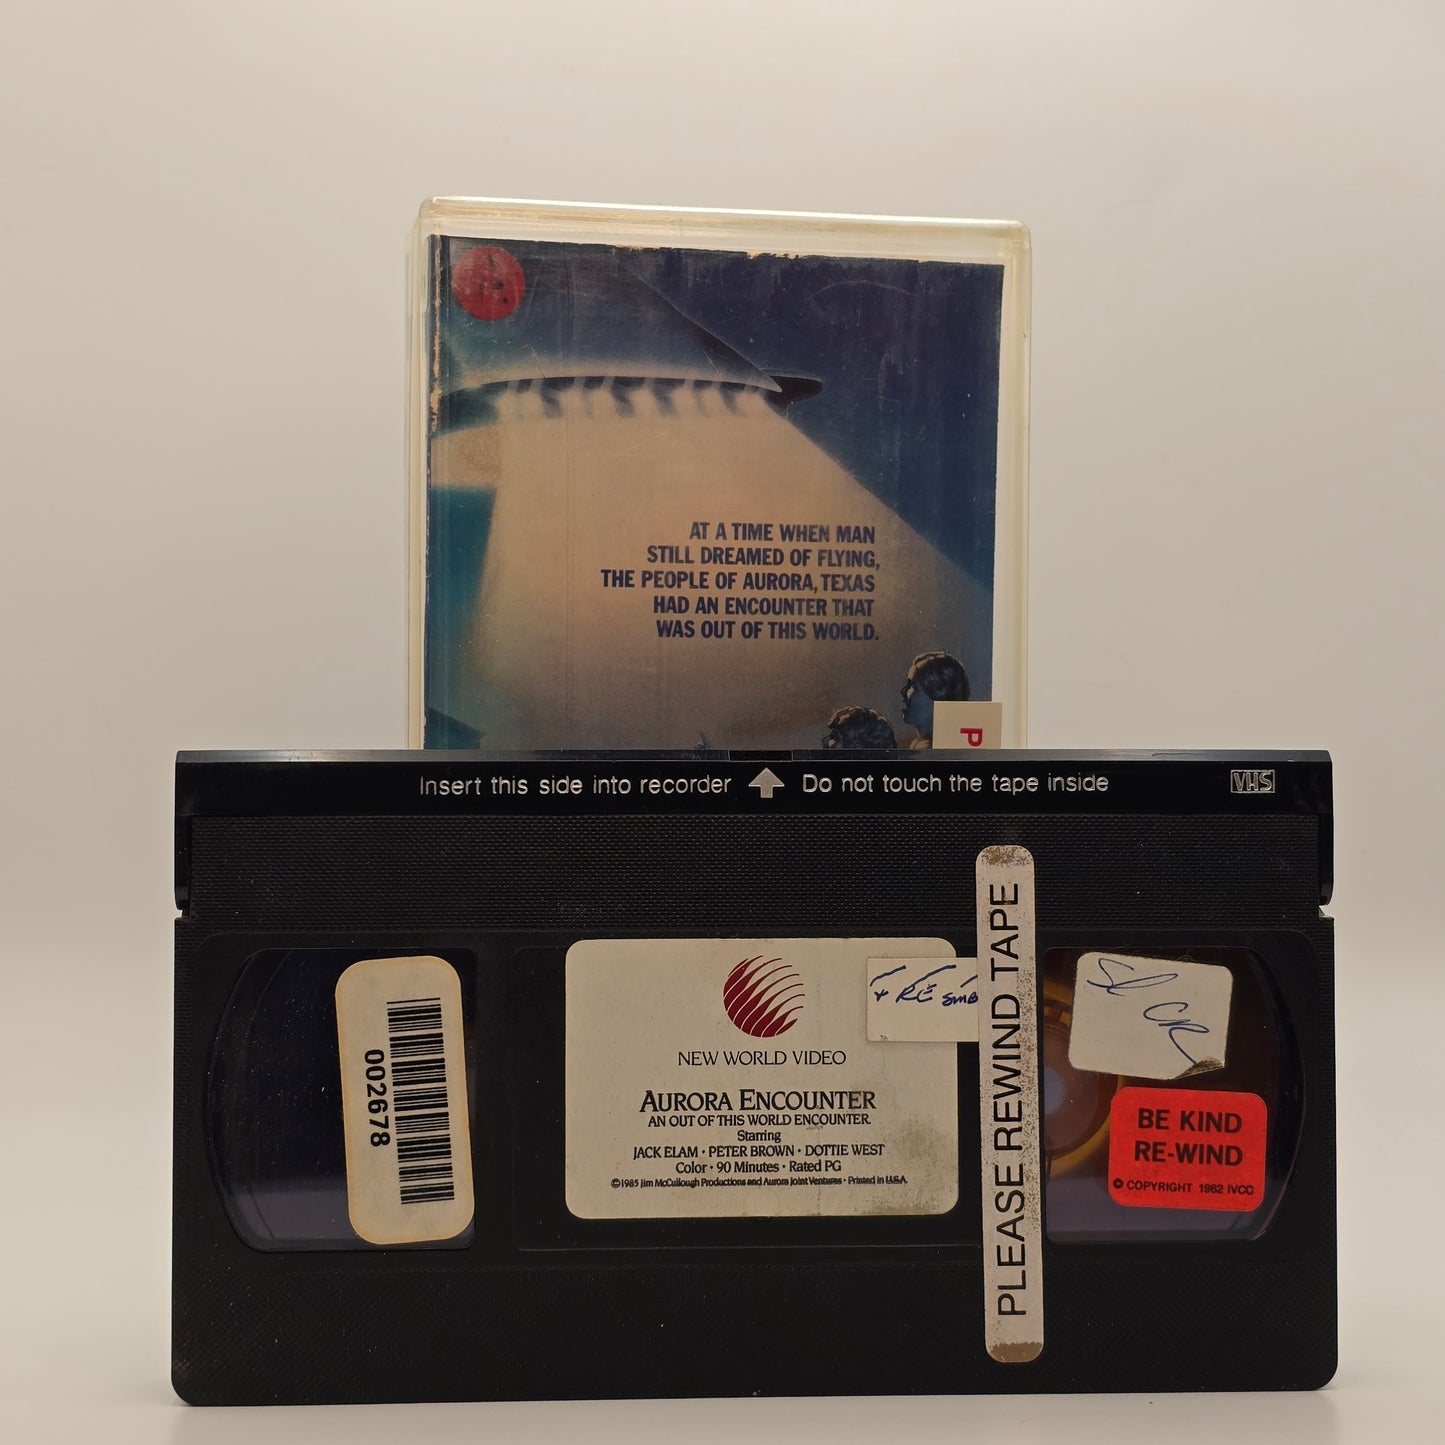 AT A TIME WHEN MAN
STILL DREAMED OF FLYING,
THE PEOPLE OF AURORA, TEXAS
HAD AN ENCOUNTER THAT
WAS OUT OF THIS WORLD.
P
Insert this side into recorder
Do not touch the tape inside
VHS
002678
NEW WORLD VIDEO
AURORA ENCOUNTER
AN OUT OF THIS WORLD ENCOUNTER.
Starring
JACK ELAM • PETER BROWN • DOTTIE WEST
Color • 90 Minutes • Rated PG
©1985 Jim McCullough Productions and Aurora Joint Ventures • Printed in U.S.A.
PLEASE REWIND TAPE
BE KIND
RE-WIND
© COPYRIGHT 1982 IVCC